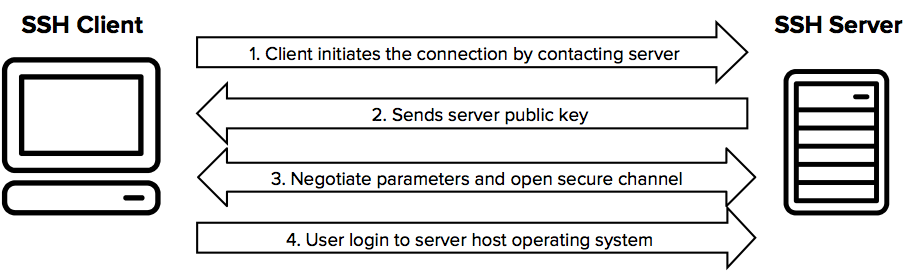 SSH Client
SSH Server
1. Client initiates the connection by contacting server
2. Sends server public key
3. Negotiate parameters and open secure channel
4. User login to server host operating system